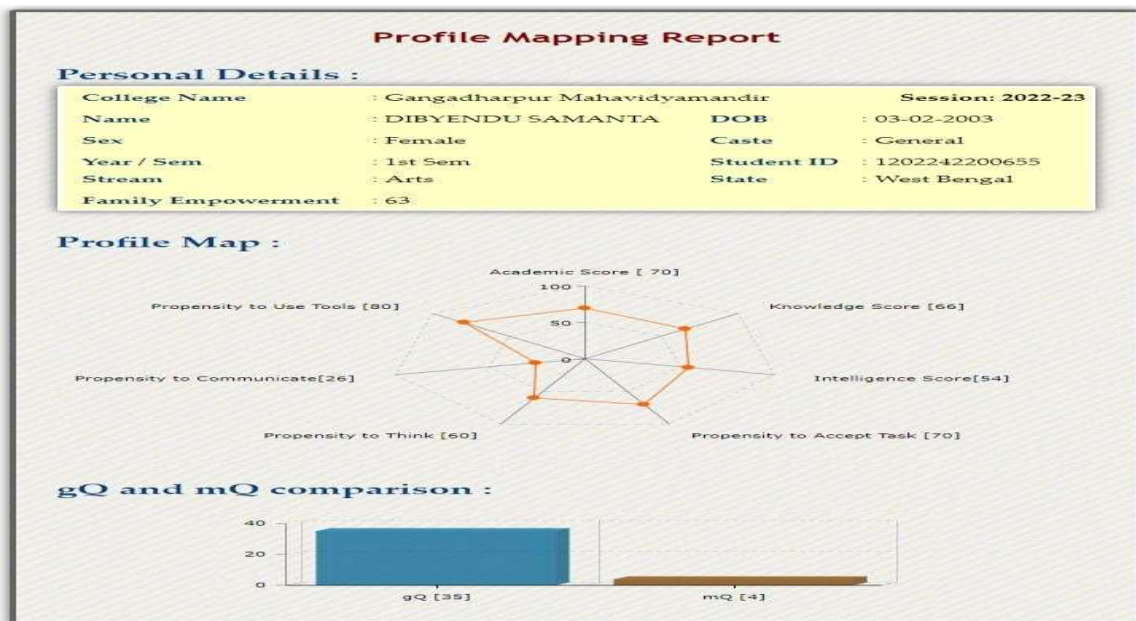 Profile Mapping Report
Personal Details :
College Name : Gangadharpur Mahavidyamandir Session: 2022-23
Name : DIBYENDU SAMANTA DOB : 03-02-2003
Sex : Female Caste : General
Year / Sem : 1st Sem Student ID : 1202242200655
Stream : Arts State : West Bengal
Family Empowerment : 63
Profile Map :
Academic Score [ 70]
100
Propensity to Use Tools [80] Knowledge Score [66]
50
0
Propensity to Communicate[26] Intelligence Score[54]
Propensity to Think [60] Propensity to Accept Task [70]
gQ and mQ comparison :
40
20
0
gQ [35] mQ [4]